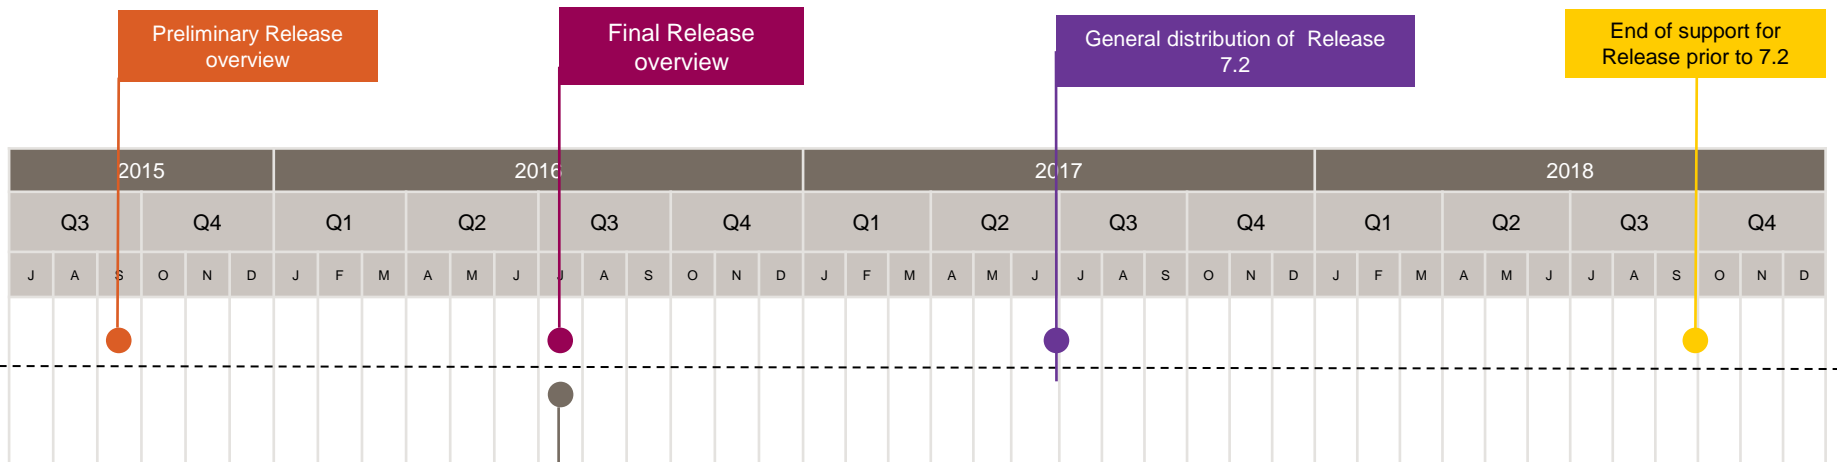 Preliminary Release
overview
Final Release
overview
General distribution of Release
7.2
End of support for
Release prior to 7.2
2015 2016 2017 2018
Q3 Q4 Q1 Q2 Q3 Q4 Q1 Q2 Q3 Q4 Q1 Q2 Q3 Q4
J A S O N D J F M A M J J A S O N D J F M A M J J A S O N D J F M A M J J A S O N D